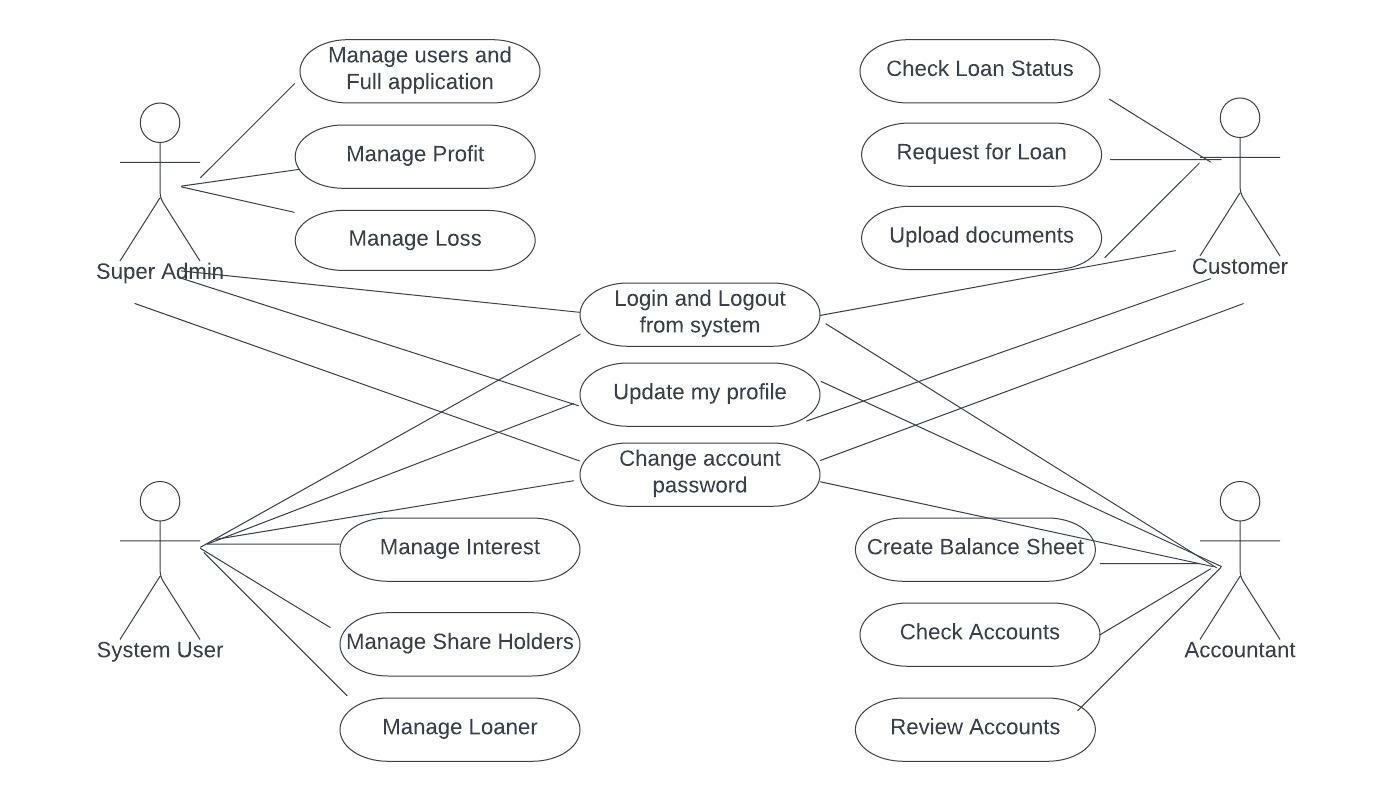 Manage users and
Full application
Check Loan Status
Manage Profit
Request for Loan
Manage Loss
Upload documents
Super Admin
Customer
Login and Logout
from system
Update my profile
Change account
password
Manage Interest
Create Balance Sheet
Manage Share Holders
Check Accounts
System User
Accountant
Manage Loaner
Review Accounts